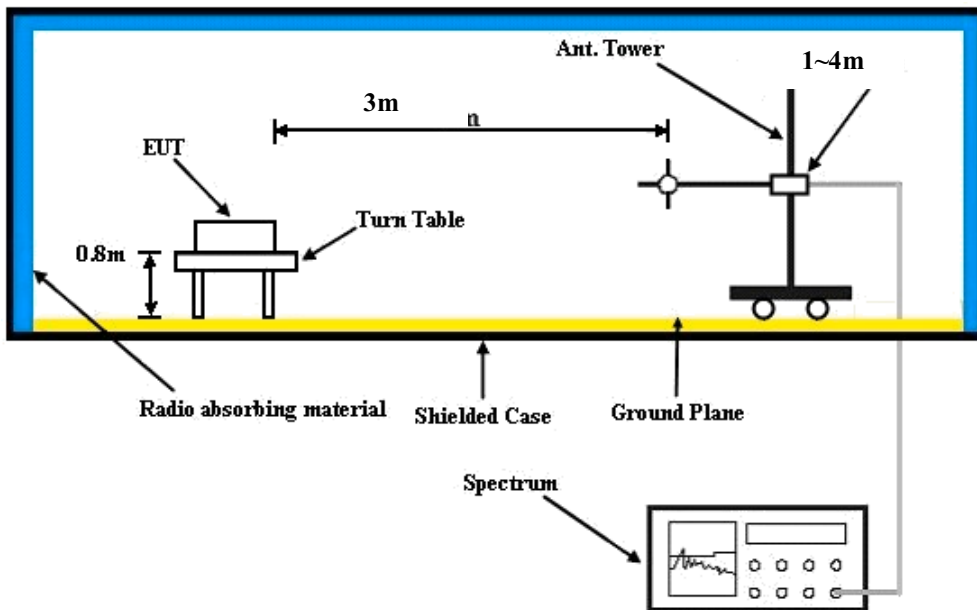 Ant. Tower
1~4m
3m
n
EUT
Turn Table
0.8m
Radio absorbing material
Shielded Case
Ground Plane
Spectrum